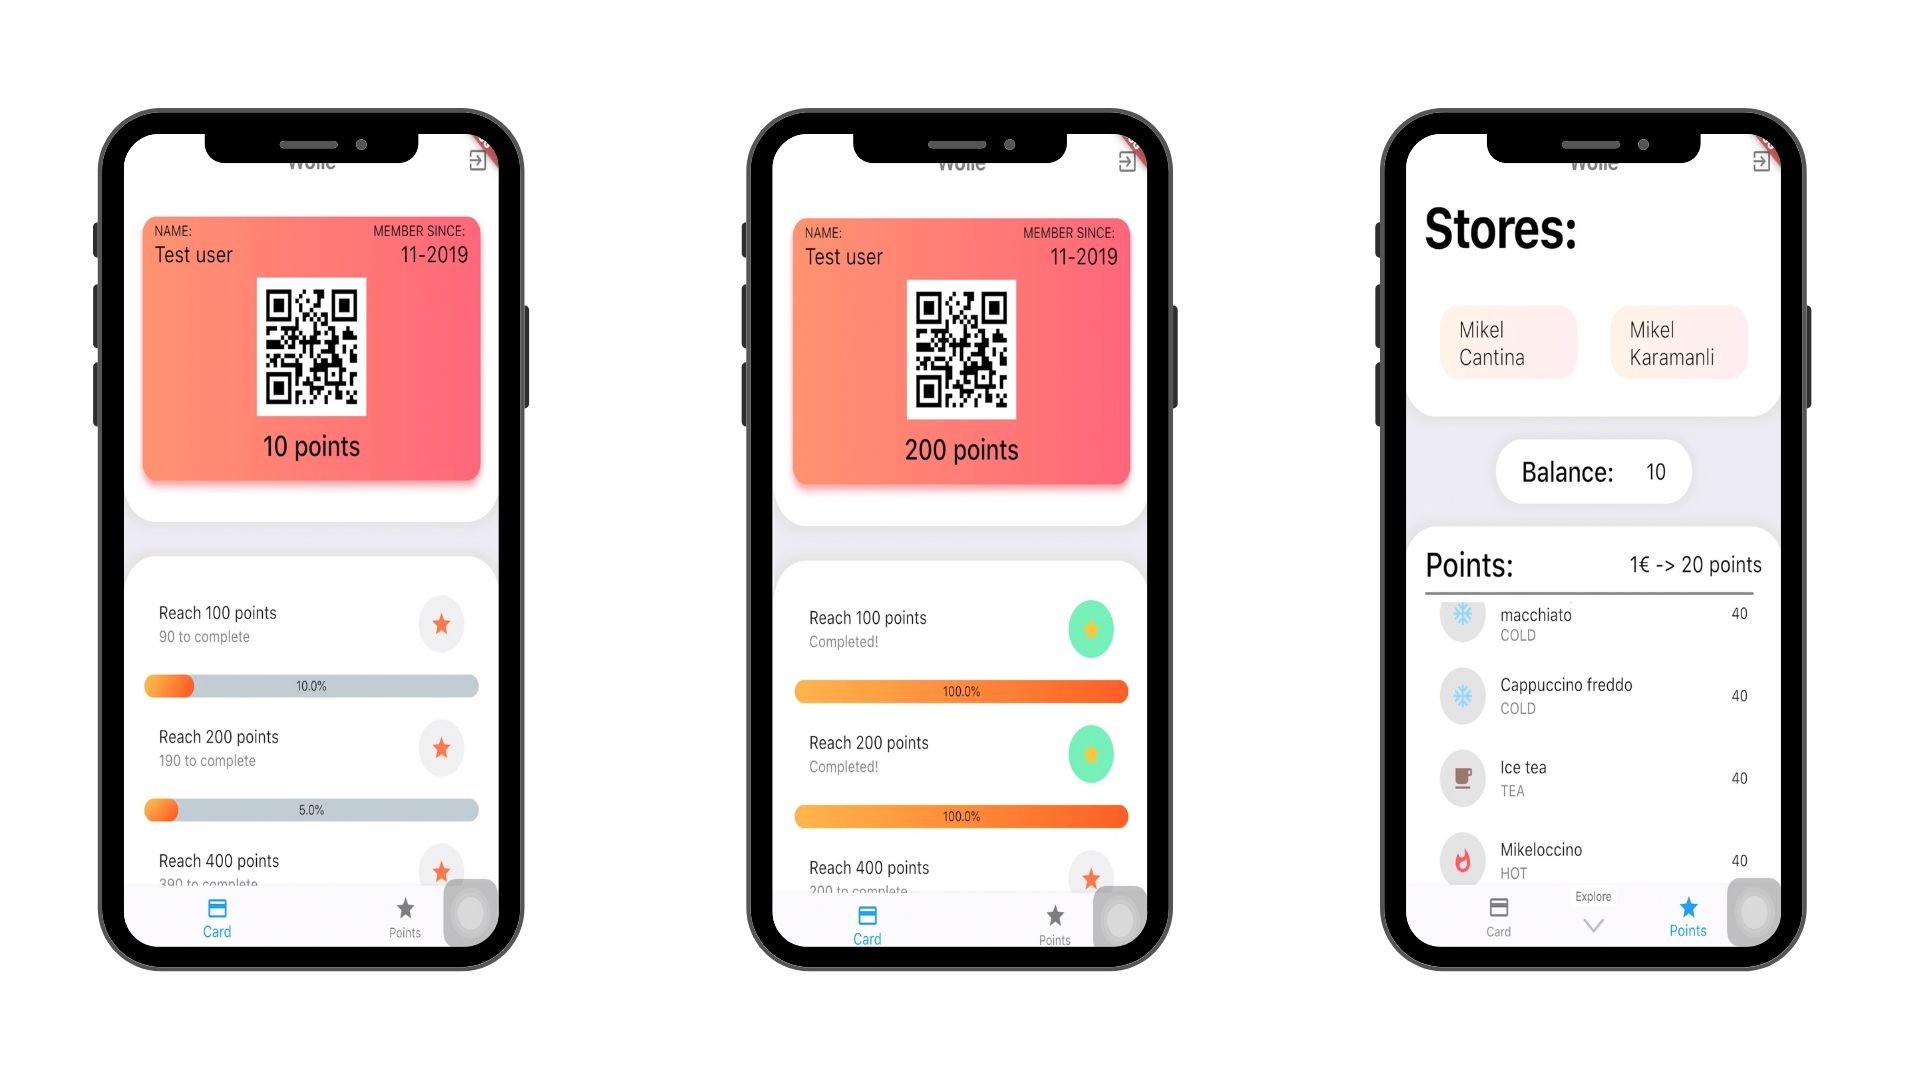 Wolle
NAME:
MEMBER SINCE:
Test user
11-2019
10 points
Reach 100 points
90 to complete
10.0%
Reach 200 points
190 to complete
5.0%
Reach 400 points
390 to complete
Card
Points
Wolle
NAME:
MEMBER SINCE:
Test user
11-2019
200 points
Reach 100 points
Completed!
100.0%
Reach 200 points
Completed!
100.0%
Reach 400 points
200 to complete
Card
Points
Wolle
Stores:
Mikel
Cantina
Mikel
Karamanli
Balance: 10
Points: 1€ -> 20 points
macchiato 40
COLD
Cappuccino freddo 40
COLD
Ice tea 40
TEA
Mikeloccino 40
HOT
Explore
Card
Points